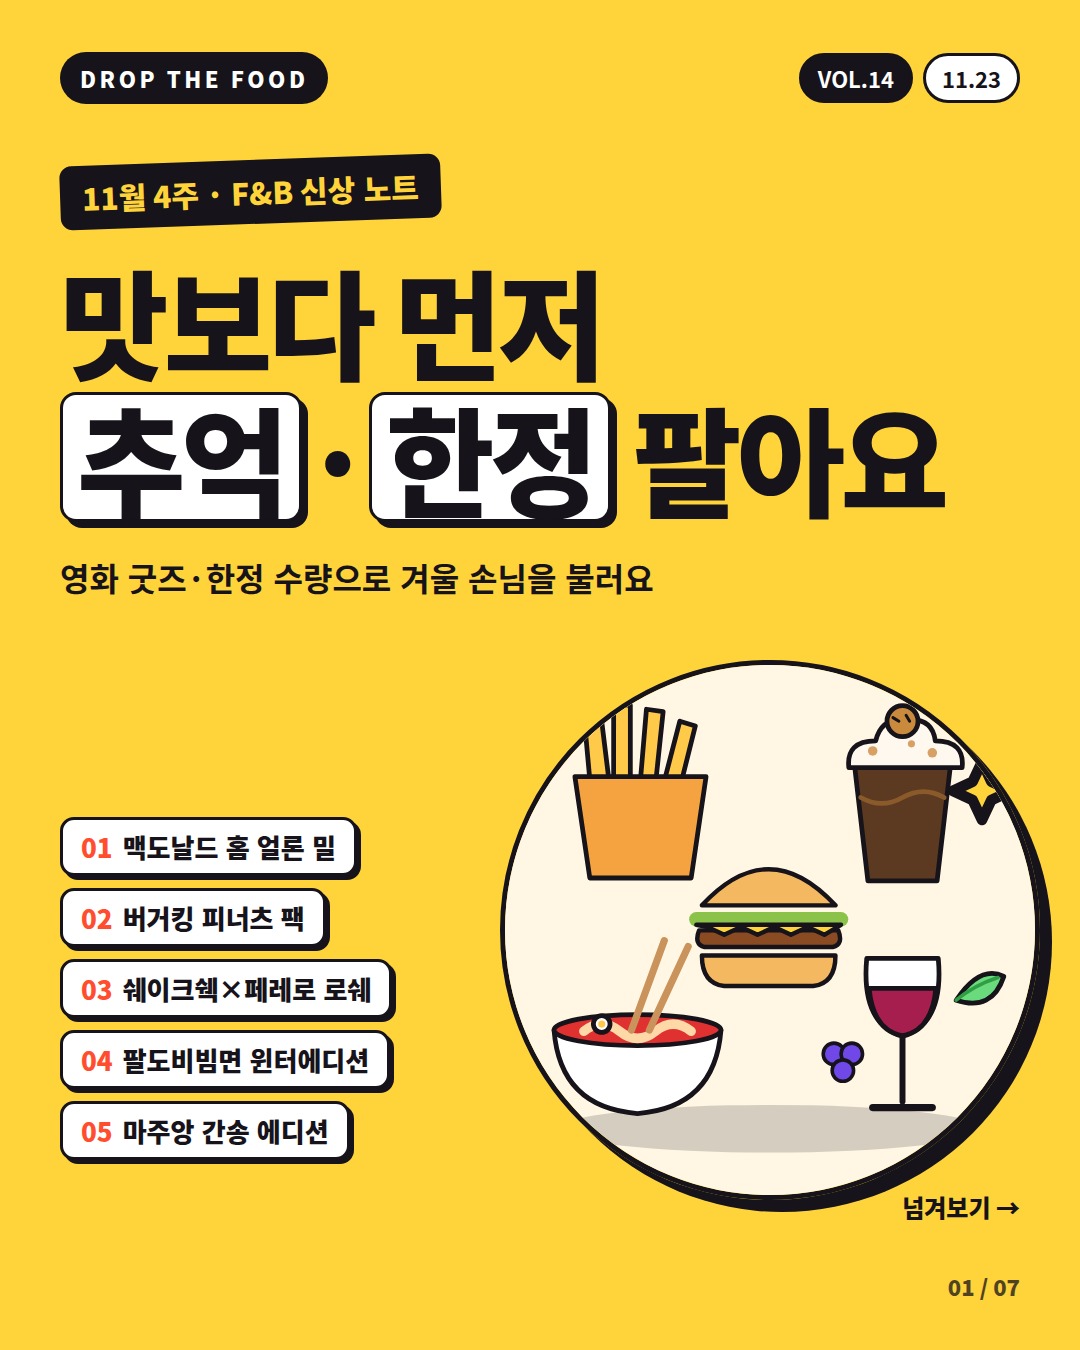 DROP THE FOOD
VOL.14
11.23
11월 4주 · F&B 신상 노트
맛보다 먼저
추억·한정 팔아요
영화 굿즈·한정 수량으로 겨울 손님을 불러요
01 맥도날드 홈 얼론 밀
02 버거킹 피너츠 팩
03 쉐이크쉑×페레로 로쉐
04 팔도비빔면 윈터에디션
05 마주앙 간송 에디션
넘겨보기 →
01 / 07